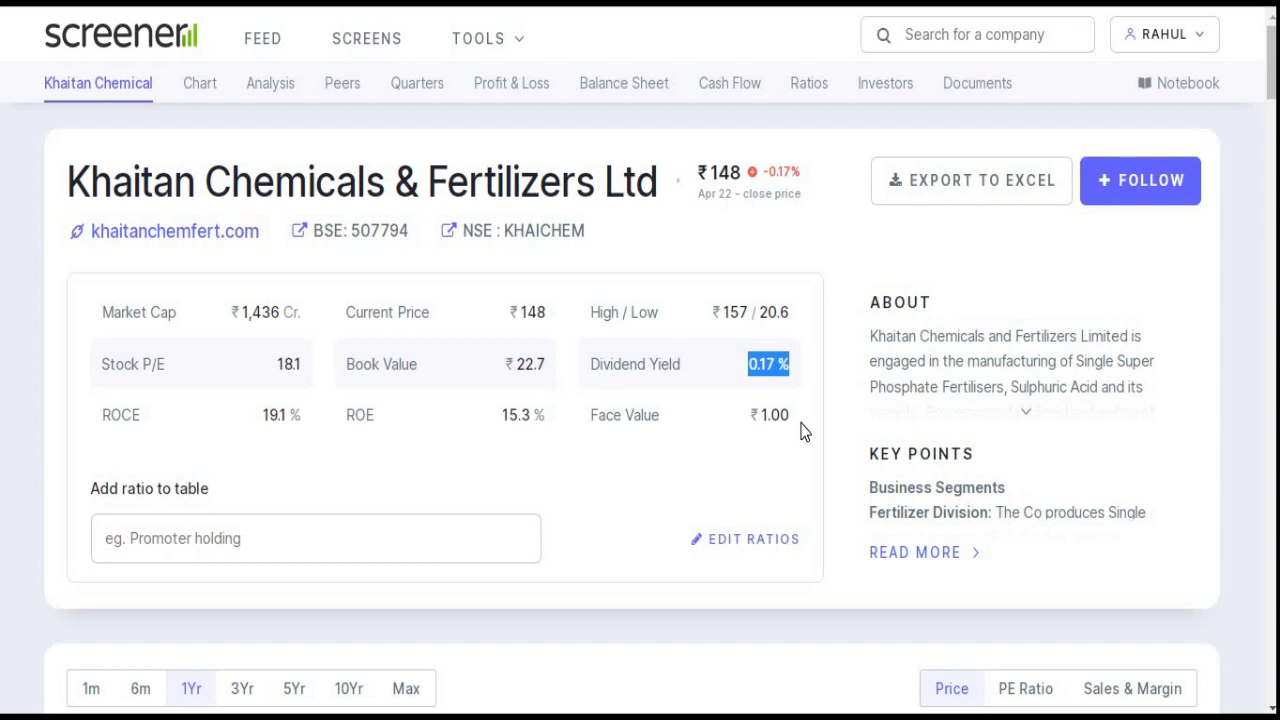 screener
FEED SCREENS TOOLS
Search for a company
RAHUL
Khaitan Chemical Chart Analysis Peers Quarters Profit & Loss Balance Sheet Cash Flow Ratios Investors Documents Notebook
Khaitan Chemicals & Fertilizers Ltd
₹ 148 -0.17%
Apr 22 - close price
EXPORT TO EXCEL
+ FOLLOW
khaitanchemfert.com BSE: 507794 NSE : KHAICHEM
Market Cap ₹ 1,436 Cr. Current Price ₹ 148 High / Low ₹ 157 / 20.6
Stock P/E 18.1 Book Value ₹ 22.7 Dividend Yield 0.17 %
ROCE 19.1 % ROE 15.3 % Face Value ₹ 1.00
Add ratio to table
eg. Promoter holding
EDIT RATIOS
ABOUT
Khaitan Chemicals and Fertilizers Limited is
engaged in the manufacturing of Single Super
Phosphate Fertilisers, Sulphuric Acid and its
KEY POINTS
Business Segments
Fertilizer Division: The Co produces Single
READ MORE
1m 6m 1Yr 3Yr 5Yr 10Yr Max
Price PE Ratio Sales & Margin